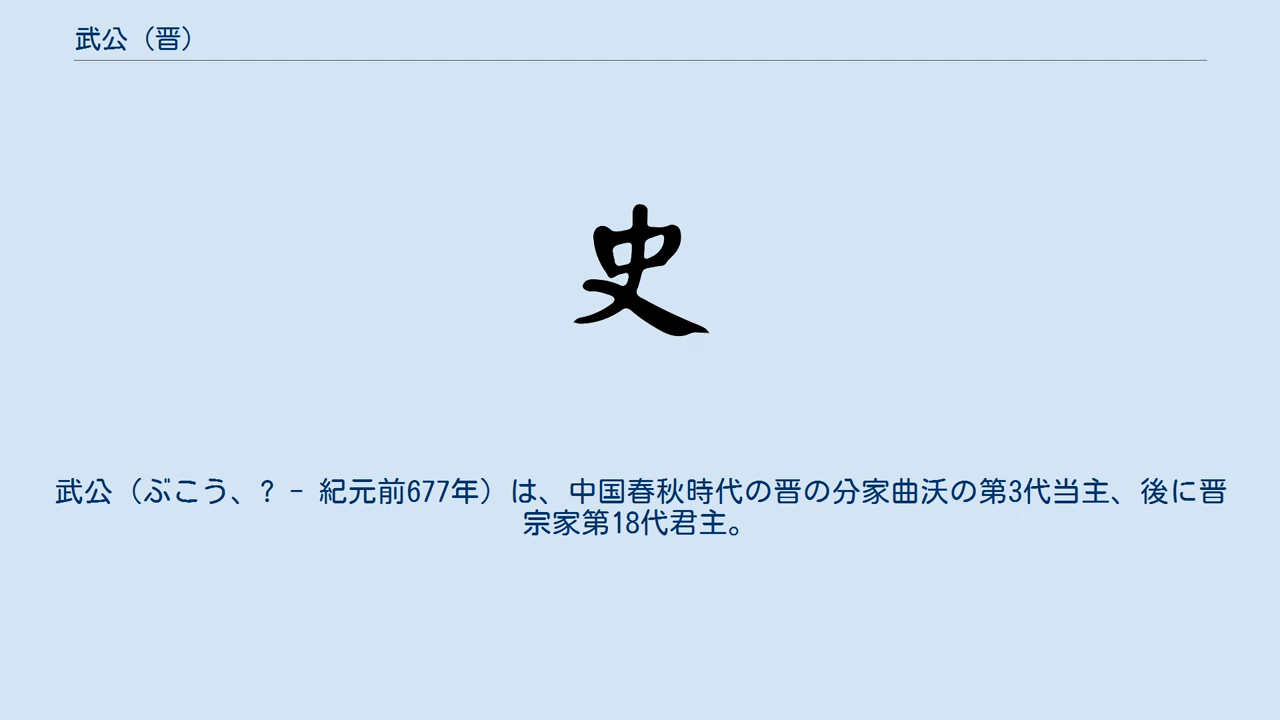 武公（晋）
史
武公（ぶこう、? - 紀元前677年）は、中国春秋時代の晋の分家曲沃の第3代当主、後に晋
宗家第18代君主。